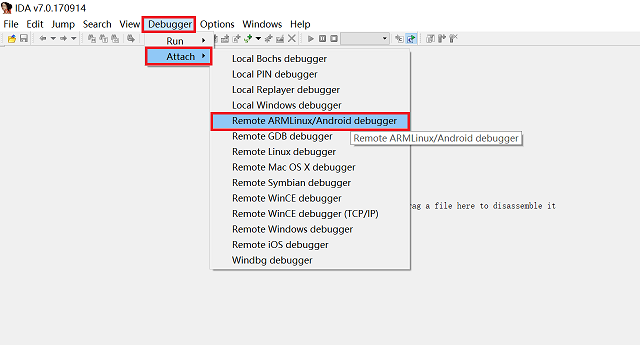 IDA v7.0.170914
File Edit Jump Search View Debugger Options Windows Help
Run
Attach
Local Bochs debugger
Local PIN debugger
Local Replayer debugger
Local Windows debugger
Remote ARMLinux/Android debugger
Remote GDB debugger
Remote ARMLinux/Android debugger
Remote Linux debugger
Remote Mac OS X debugger
Remote Symbian debugger
Remote WinCE debugger
rag a file here to disassemble it
Remote WinCE debugger (TCP/IP)
Remote Windows debugger
Remote iOS debugger
Windbg debugger